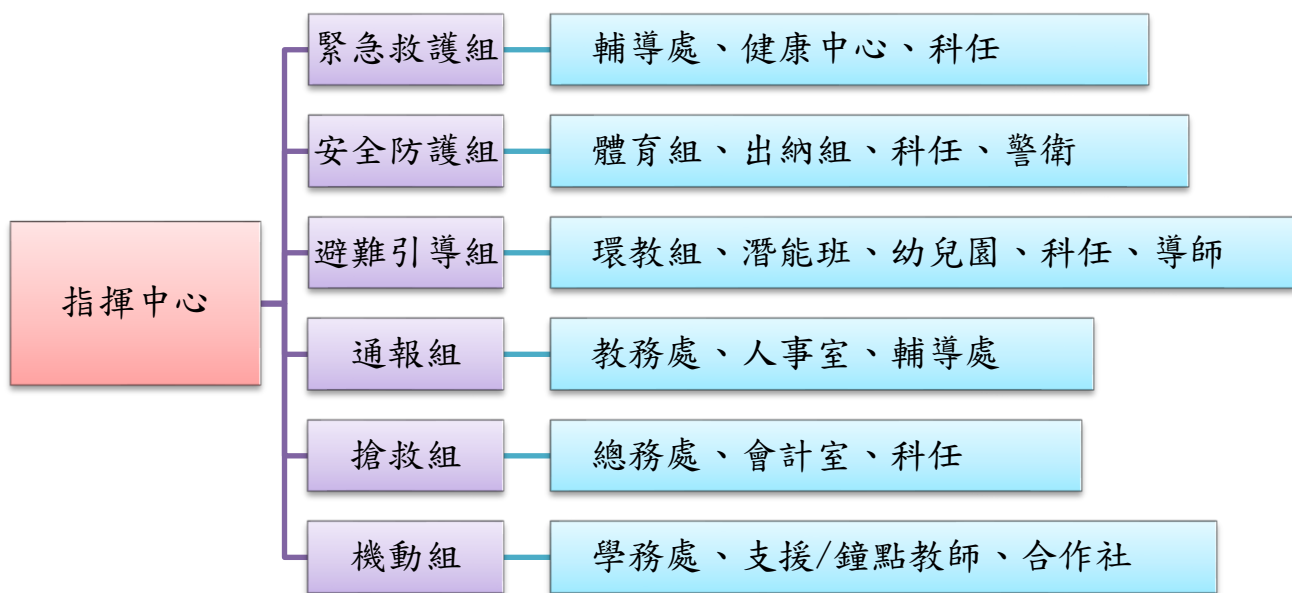 指揮中心
緊急救護組
輔導處、健康中心、科任
安全防護組
體育組、出納組、科任、警衛
避難引導組
環教組、潛能班、幼兒園、科任、導師
通報組
教務處、人事室、輔導處
搶救組
總務處、會計室、科任
機動組
學務處、支援/鐘點教師、合作社